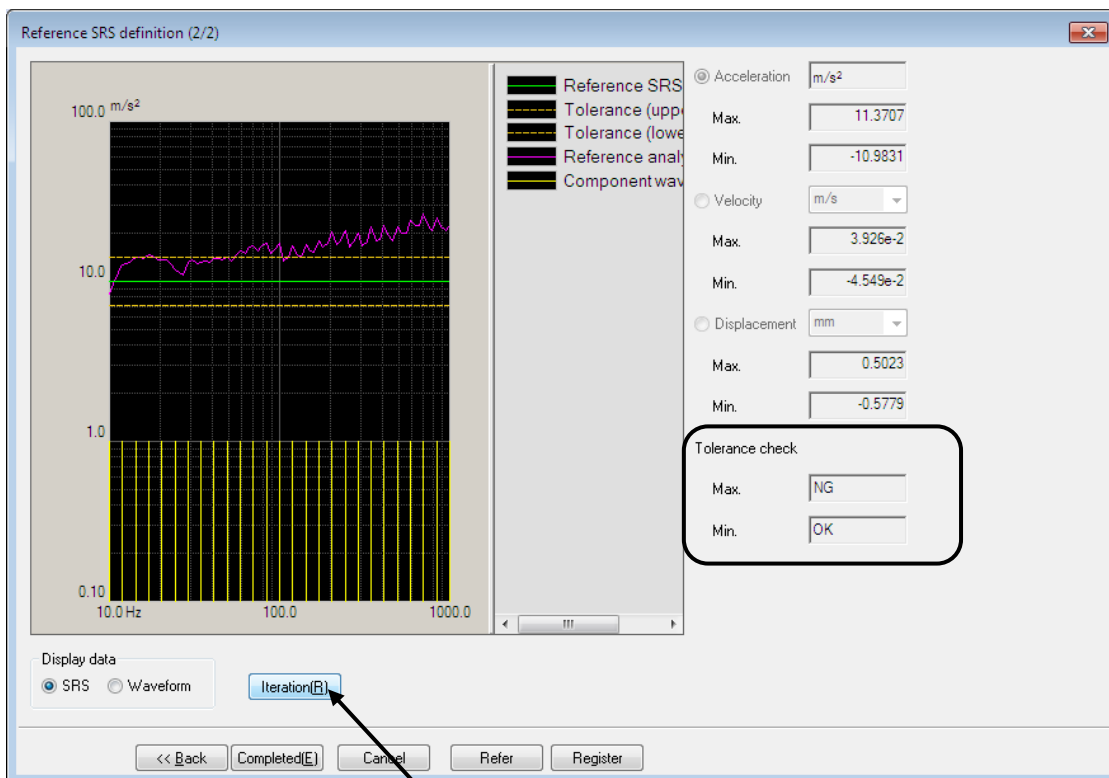 Reference SRS definition (2/2)
100.0 m/s²
10.0
1.0
0.10
10.0 Hz 100.0 1000.0
Reference SRS
Tolerance (uppe
Tolerance (lowe
Reference analy
Component wav
Acceleration m/s²
Max. 11.3707
Min. -10.9831
Velocity m/s
Max. 3.926e-2
Min. -4.549e-2
Displacement mm
Max. 0.5023
Min. -0.5779
Tolerance check
Max. NG
Min. OK
Display data
SRS Waveform Iteration(R)
<< Back Completed(E) Cancel Refer Register